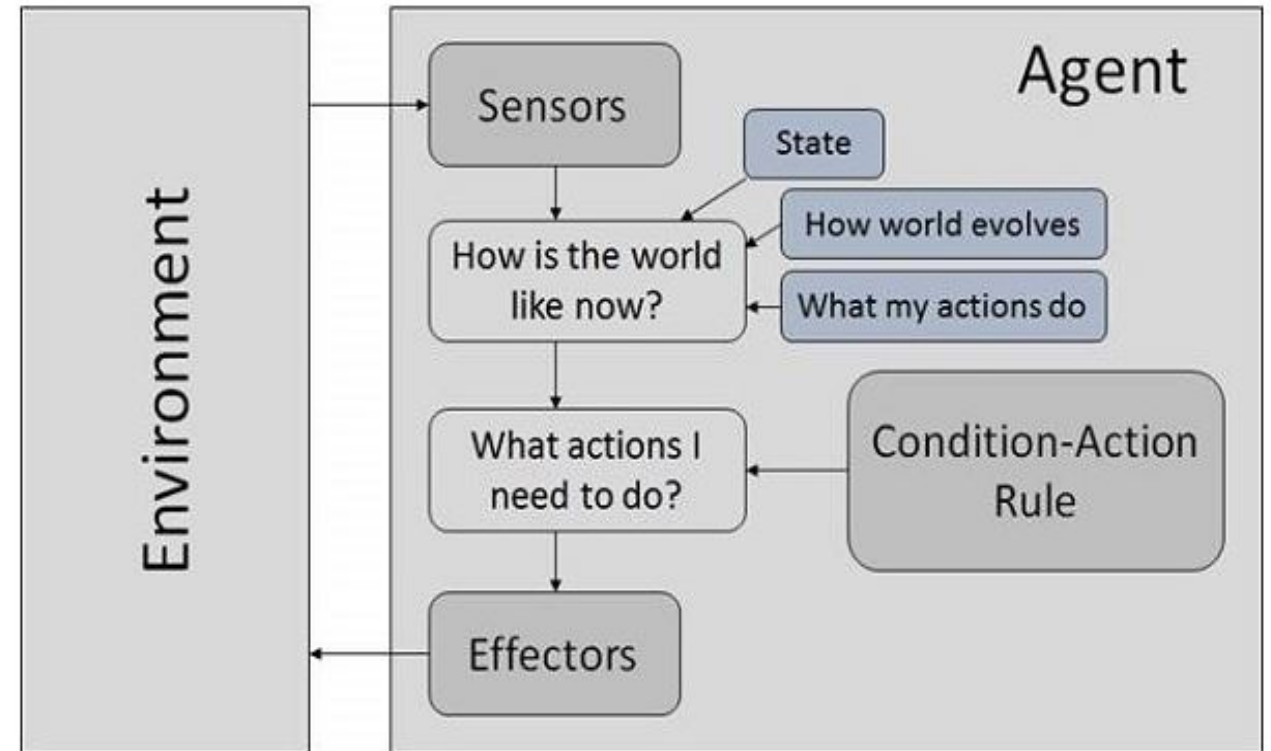 Environment
Agent
Sensors
State
How world evolves
How is the world
like now?
What my actions do
What actions I
need to do?
Condition-Action
Rule
Effectors